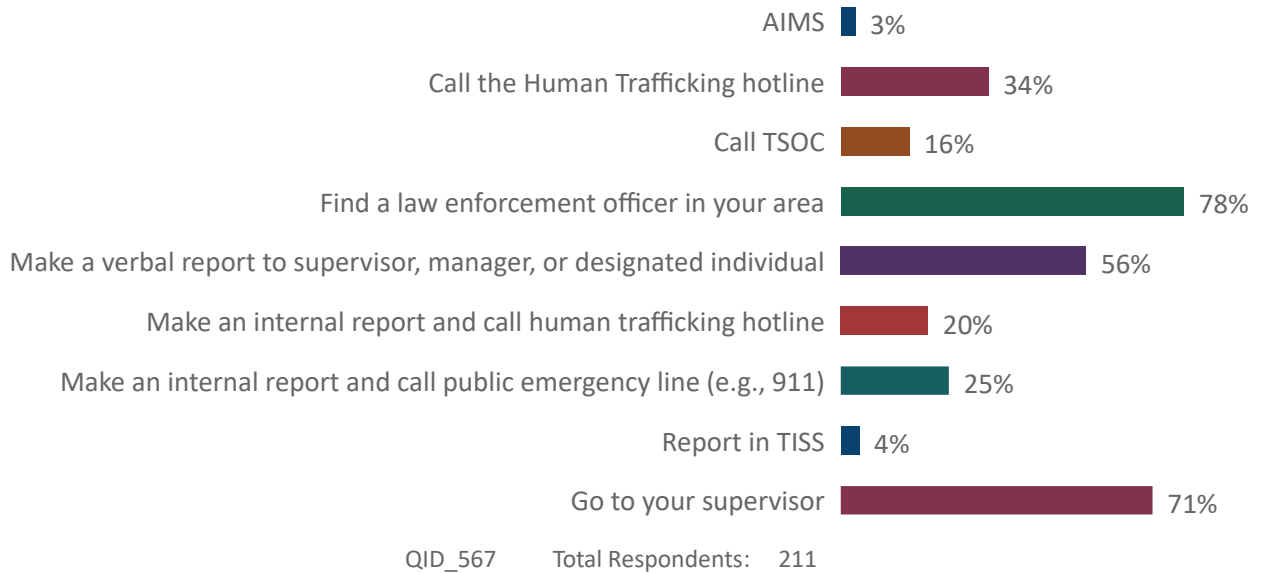 AIMS 3%
Call the Human Trafficking hotline 34%
Call TSOC 16%
Find a law enforcement officer in your area 78%
Make a verbal report to supervisor, manager, or designated individual 56%
Make an internal report and call human trafficking hotline 20%
Make an internal report and call public emergency line (e.g., 911) 25%
Report in TISS 4%
Go to your supervisor 71%
QID_567 Total Respondents: 211